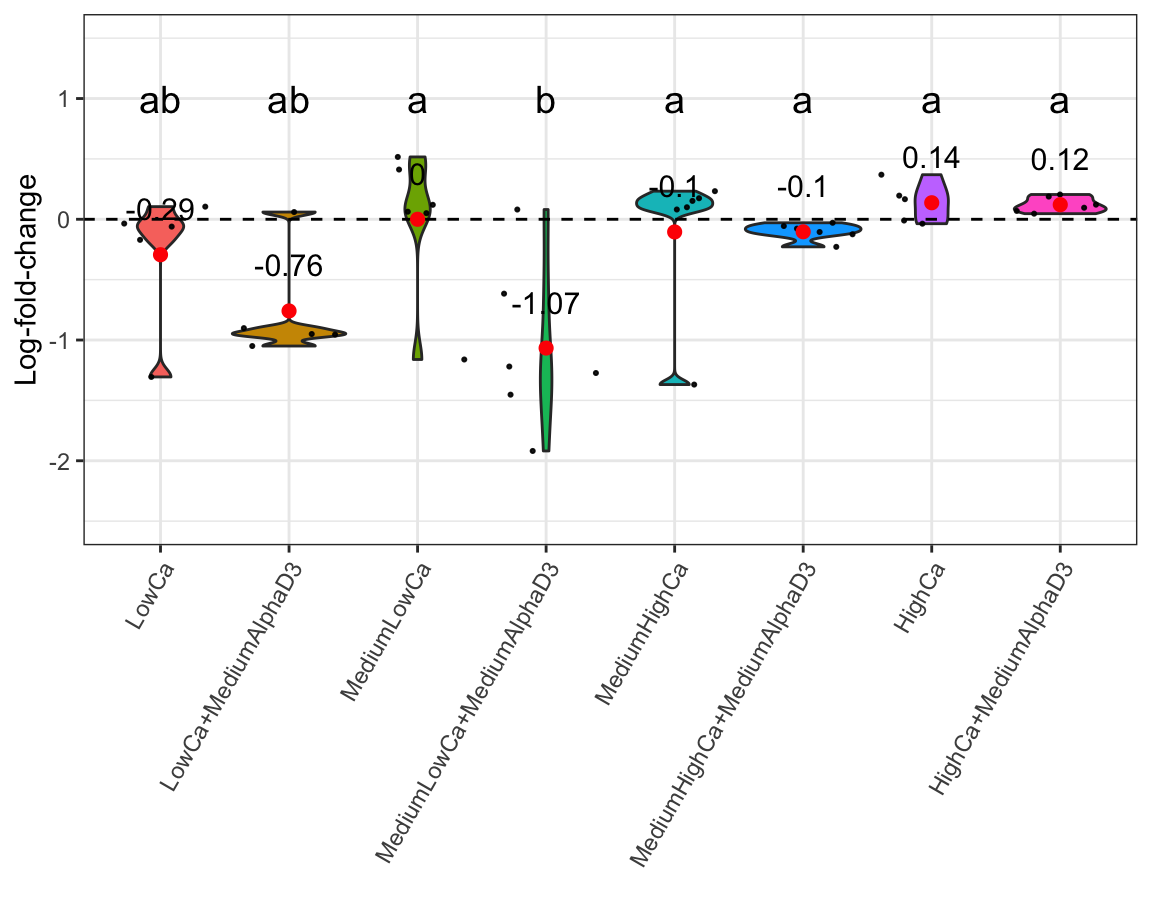 Log-fold-change
1
0
-1
-2
ab
ab
a
b
a
a
a
a
-0.29
-0.76
0
-1.07
-0.1
-0.1
0.14
0.12
LowCa
LowCa+MediumAlphaD3
MediumLowCa
MediumLowCa+MediumAlphaD3
MediumHighCa
MediumHighCa+MediumAlphaD3
HighCa
HighCa+MediumAlphaD3